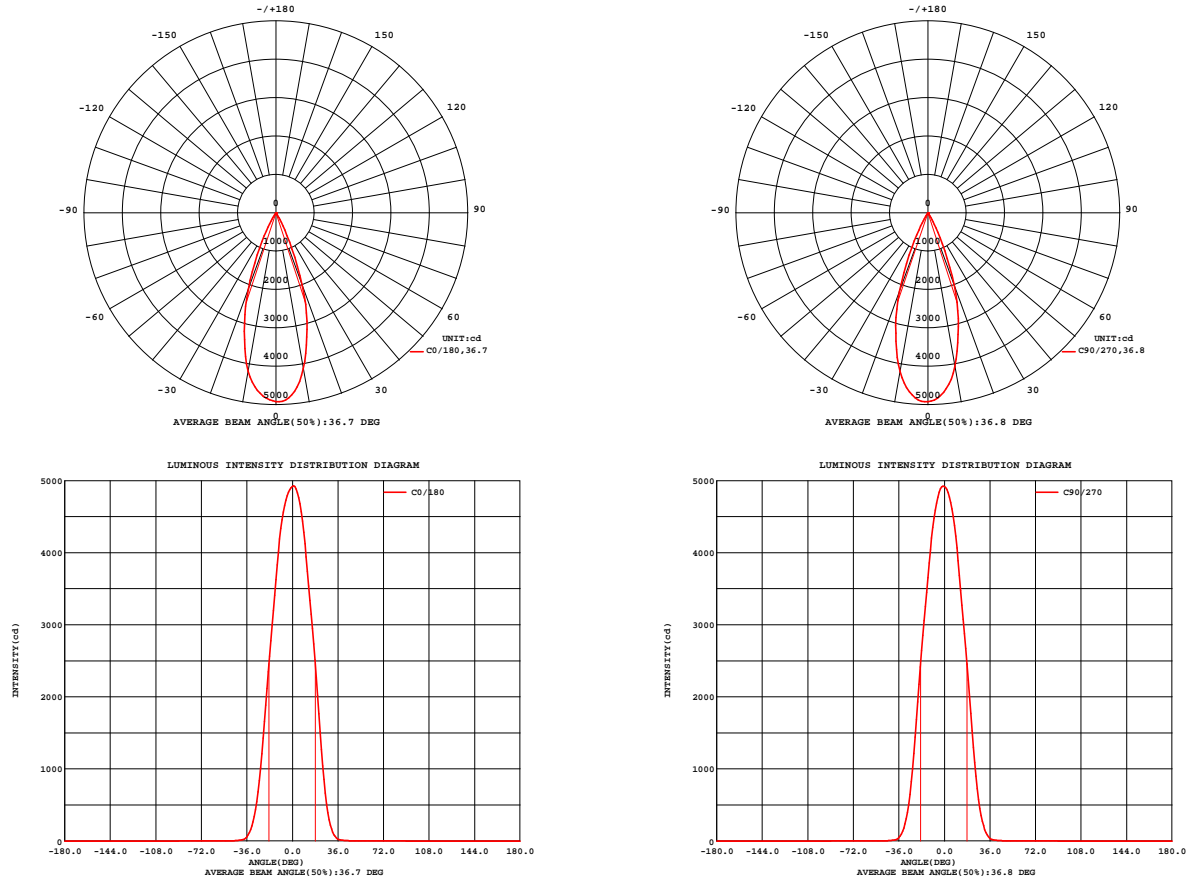 -/+180
-150
150
-120
120
-90
90
0
1000
2000
3000
4000
5000
-60
60
-30
30
0
UNIT:cd
C0/180,36.7
AVERAGE BEAM ANGLE(50%):36.7 DEG
-/+180
-150
150
-120
120
-90
90
0
1000
2000
3000
4000
5000
-60
60
-30
30
0
UNIT:cd
C90/270,36.8
AVERAGE BEAM ANGLE(50%):36.8 DEG
LUMINOUS INTENSITY DISTRIBUTION DIAGRAM
C0/180
INTENSITY(cd)
5000
4000
3000
2000
1000
0
-180.0 -144.0 -108.0 -72.0 -36.0 0.0 36.0 72.0 108.0 144.0 180.0
ANGLE(DEG)
AVERAGE BEAM ANGLE(50%):36.7 DEG
LUMINOUS INTENSITY DISTRIBUTION DIAGRAM
C90/270
INTENSITY(cd)
5000
4000
3000
2000
1000
0
-180.0 -144.0 -108.0 -72.0 -36.0 0.0 36.0 72.0 108.0 144.0 180.0
ANGLE(DEG)
AVERAGE BEAM ANGLE(50%):36.8 DEG